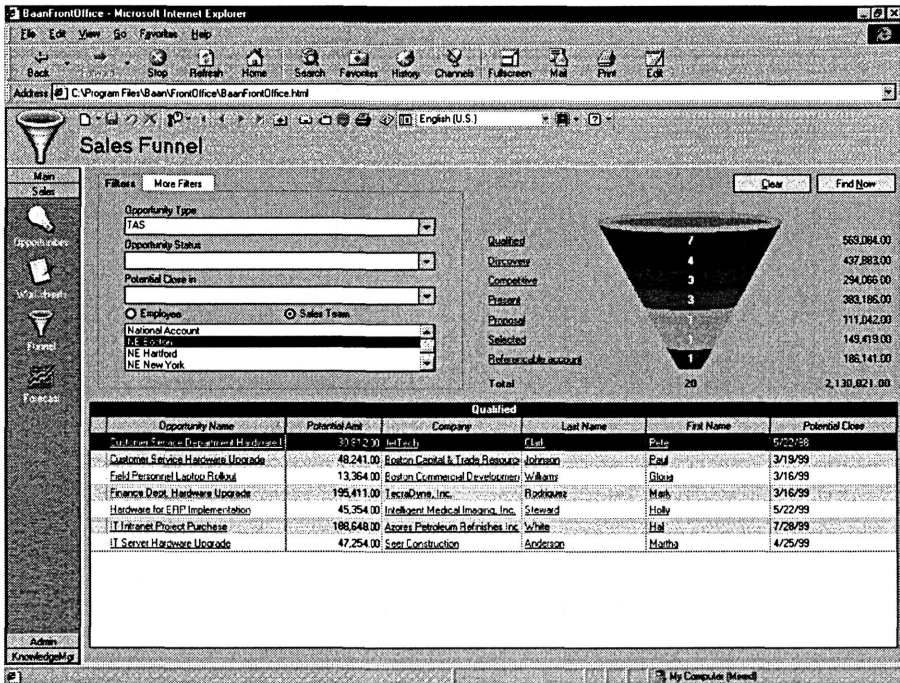 BaanFrontOffice - Microsoft Internet Explorer
File Edit View Go Favorites Help
Back Forward Stop Refresh Home Search Favorites History Channels Fullscreen Mail Print Edit
Address C:\Program Files\Baan\FrontOffice\BaanFrontOffice.html
English (U.S.)
Sales Funnel
Main
Sales
Opportunities
Worksheets
Funnel
Forecast
Admin
KnowledgeMgt
Filters More Filters
Clear Find Now
Opportunity Type
TAS
Opportunity Status
Potential Close in
Employee Sales Team
National Account
NE Boston
NE Hartford
NE New York
Qualified 7 569,084.00
Discovery 4 437,883.00
Competitive 3 294,066.00
Present 3 383,186.00
Proposal 1 111,042.00
Selected 1 149,419.00
Referencable account 1 186,141.00
Total 20 2,130,821.00
Qualified
Opportunity Name Potential Amt Company Last Name First Name Potential Close
Customer Service Department Hardware JetTech Clark Pete 5/22/98
Customer Service Hardware Upgrade 48,241.00 Boston Capital & Trade Resourc Johnson Paul 3/19/99
Field Personnel Laptop Rollout 13,364.00 Boston Commercial Developmen Williams Gloria 3/16/99
Finance Dept. Hardware Upgrade 195,411.00 TecraDyne, Inc. Rodriquez Mark 3/16/99
Hardware for ERP Implementation 45,354.00 Intelligent Medical Imaging, Inc. Steward Holly 5/22/99
IT Intranet Project Purchase 188,648.00 Azores Petroleum Refinishes Inc White Hal 7/28/99
IT Server Hardware Upgrade 47,254.00 Seer Construction Anderson Martha 4/25/99
My Computer (Mixed)